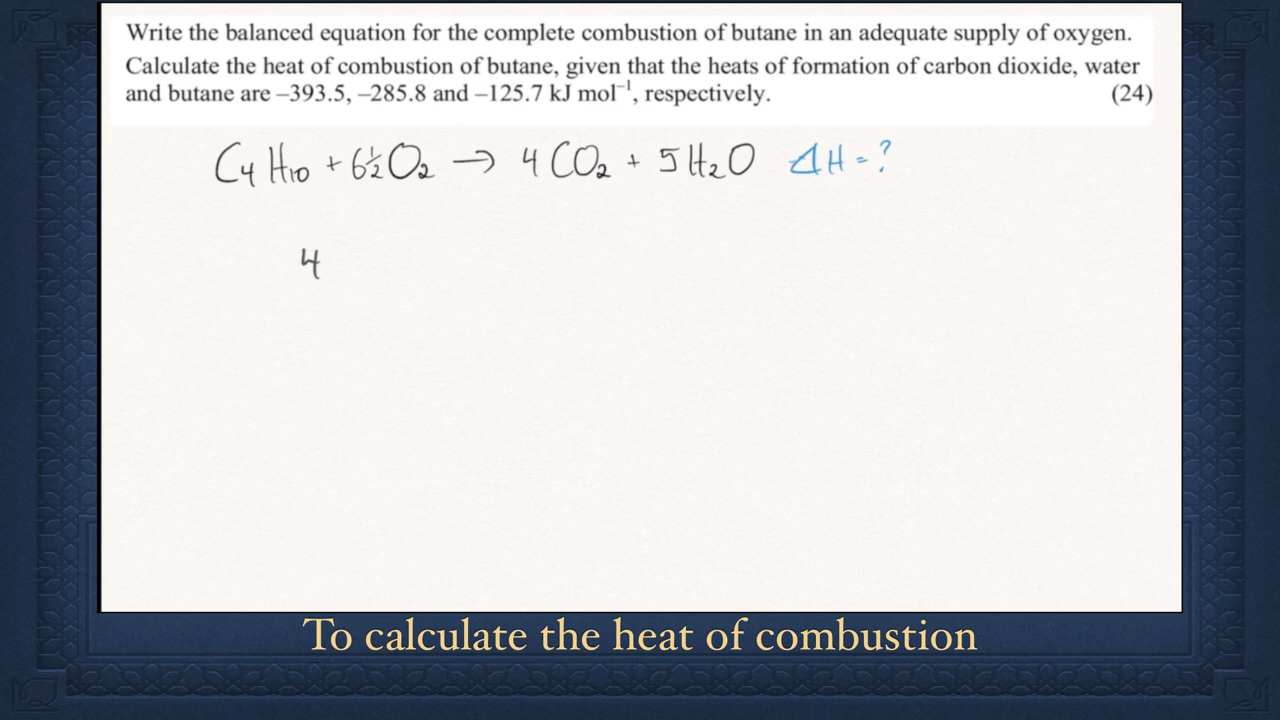 Write the balanced equation for the complete combustion of butane in an adequate supply of oxygen.
Calculate the heat of combustion of butane, given that the heats of formation of carbon dioxide, water
and butane are –393.5, –285.8 and –125.7 kJ mol⁻¹, respectively. (24)
C₄H₁₀ + 6½O₂ → 4CO₂ + 5H₂O ΔH = ?
4
To calculate the heat of combustion